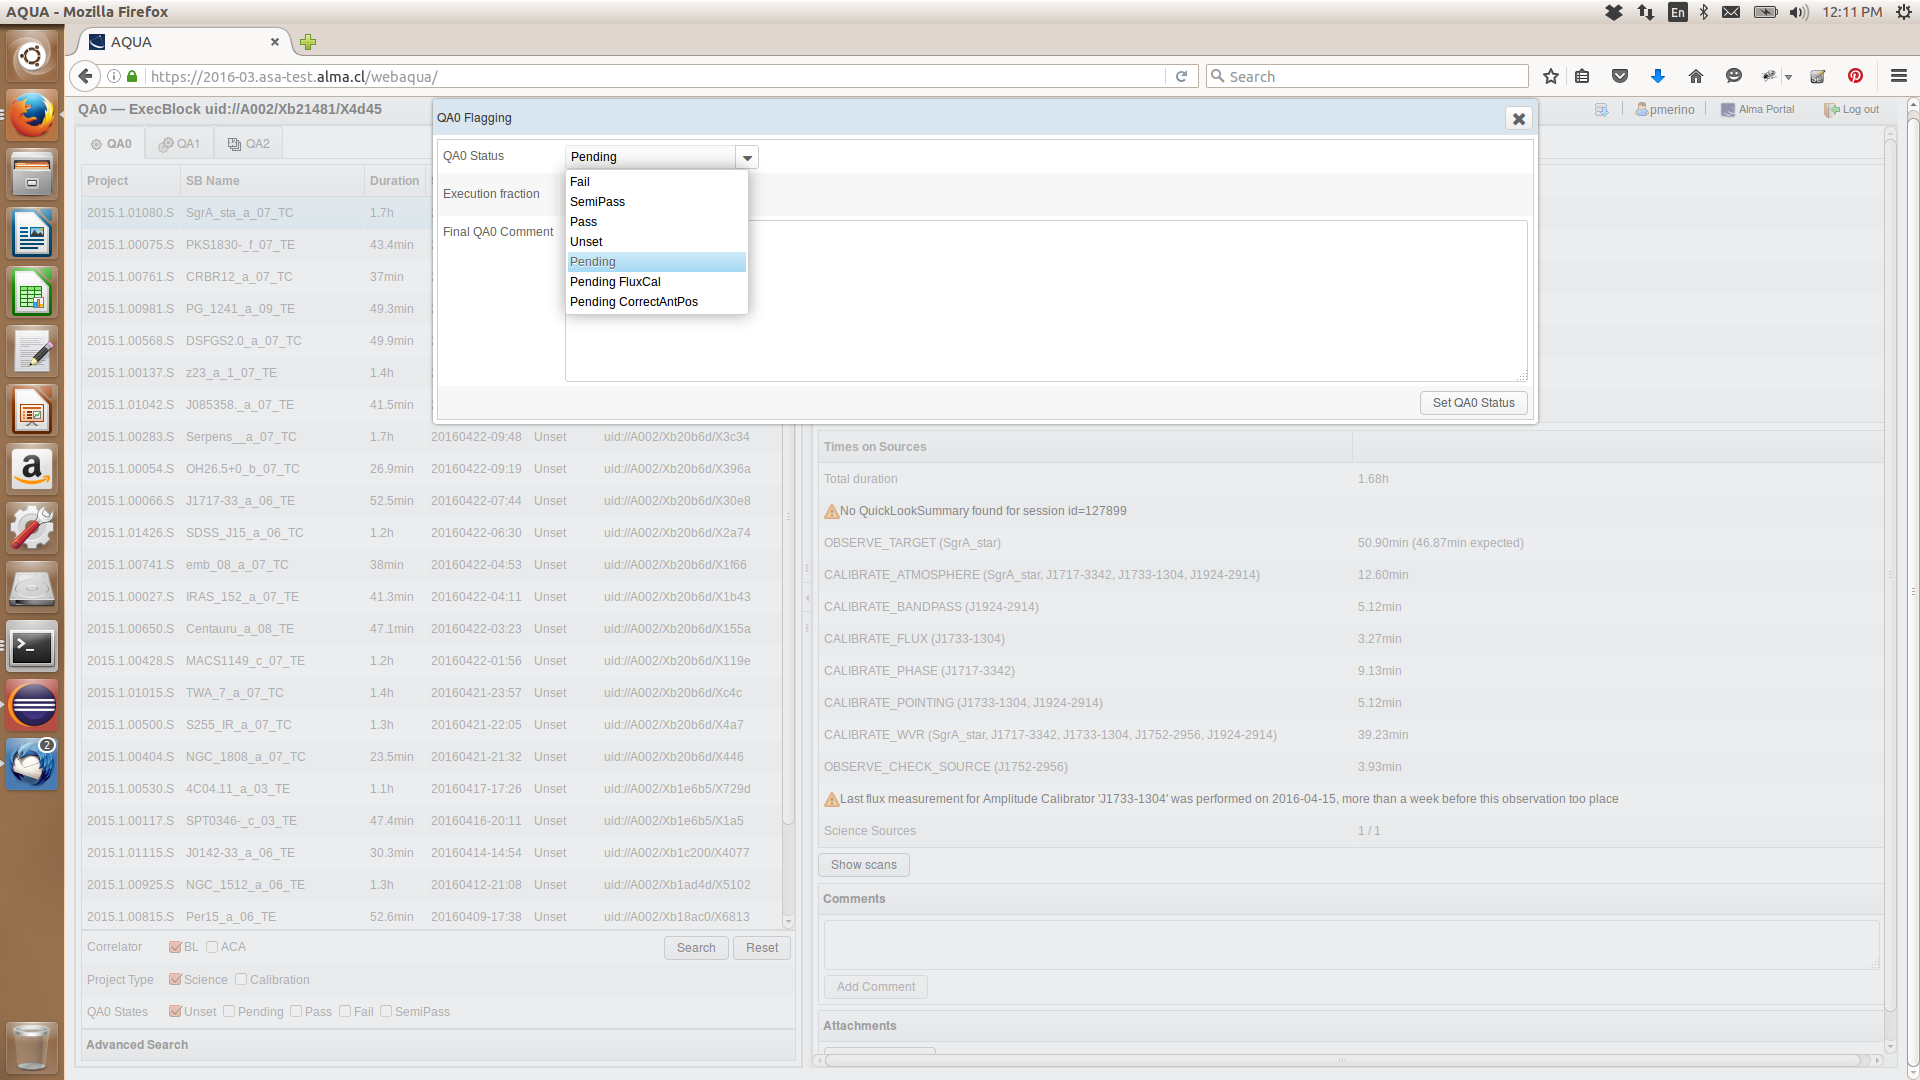 AQUA - Mozilla Firefox
En
12:11 PM
AQUA
https://2016-03.asa-test.alma.cl/webaqua/
Search
QA0 — ExecBlock uid://A002/Xb21481/X4d45
pmerino
Alma Portal
Log out
QA0 QA1 QA2
Project SB Name Duration
2015.1.01080.S SgrA_sta_a_07_TC 1.7h
2015.1.00075.S PKS1830-_f_07_TE 43.4min
2015.1.00761.S CRBR12_a_07_TC 37min
2015.1.00981.S PG_1241_a_09_TE 49.3min
2015.1.00568.S DSFGS2.0_a_07_TC 49.9min
2015.1.00137.S z23_a_1_07_TE 1.4h
2015.1.01042.S J085358._a_07_TE 41.5min
2015.1.00283.S Serpens__a_07_TC 1.7h 20160422-09:48 Unset uid://A002/Xb20b6d/X3c34
2015.1.00054.S OH26.5+0_b_07_TC 26.9min 20160422-09:19 Unset uid://A002/Xb20b6d/X396a
2015.1.00066.S J1717-33_a_06_TE 52.5min 20160422-07:44 Unset uid://A002/Xb20b6d/X30e8
2015.1.01426.S SDSS_J15_a_06_TC 1.2h 20160422-06:30 Unset uid://A002/Xb20b6d/X2a74
2015.1.00741.S emb_08_a_07_TC 38min 20160422-04:53 Unset uid://A002/Xb20b6d/X1f66
2015.1.00027.S IRAS_152_a_07_TE 41.3min 20160422-04:11 Unset uid://A002/Xb20b6d/X1b43
2015.1.00650.S Centauru_a_08_TE 47.1min 20160422-03:23 Unset uid://A002/Xb20b6d/X155a
2015.1.00428.S MACS1149_c_07_TE 1.2h 20160422-01:56 Unset uid://A002/Xb20b6d/X119e
2015.1.01015.S TWA_7_a_07_TC 1.4h 20160421-23:57 Unset uid://A002/Xb20b6d/Xc4c
2015.1.00500.S S255_IR_a_07_TC 1.3h 20160421-22:05 Unset uid://A002/Xb20b6d/X4a7
2015.1.00404.S NGC_1808_a_07_TC 23.5min 20160421-21:32 Unset uid://A002/Xb20b6d/X446
2015.1.00530.S 4C04.11_a_03_TE 1.1h 20160417-17:26 Unset uid://A002/Xb1e6b5/X729d
2015.1.00117.S SPT0346-_c_03_TE 47.4min 20160416-20:11 Unset uid://A002/Xb1e6b5/X1a5
2015.1.01115.S J0142-33_a_06_TE 30.3min 20160414-14:54 Unset uid://A002/Xb1c200/X4077
2015.1.00925.S NGC_1512_a_06_TE 1.3h 20160412-21:08 Unset uid://A002/Xb1ad4d/X5102
2015.1.00815.S Per15_a_06_TE 52.6min 20160409-17:38 Unset uid://A002/Xb18ac0/X6813
Correlator BL ACA Search Reset
Project Type Science Calibration
QA0 States Unset Pending Pass Fail SemiPass
Advanced Search
QA0 Flagging
QA0 Status Pending
Fail
SemiPass
Pass
Unset
Pending
Pending FluxCal
Pending CorrectAntPos
Execution fraction
Final QA0 Comment
Set QA0 Status
Times on Sources
Total duration 1.68h
No QuickLookSummary found for session id=127899
OBSERVE_TARGET (SgrA_star) 50.90min (46.87min expected)
CALIBRATE_ATMOSPHERE (SgrA_star, J1717-3342, J1733-1304, J1924-2914) 12.60min
CALIBRATE_BANDPASS (J1924-2914) 5.12min
CALIBRATE_FLUX (J1733-1304) 3.27min
CALIBRATE_PHASE (J1717-3342) 9.13min
CALIBRATE_POINTING (J1733-1304, J1924-2914) 5.12min
CALIBRATE_WVR (SgrA_star, J1717-3342, J1733-1304, J1752-2956, J1924-2914) 39.23min
OBSERVE_CHECK_SOURCE (J1752-2956) 3.93min
Last flux measurement for Amplitude Calibrator 'J1733-1304' was performed on 2016-04-15, more than a week before this observation too place
Science Sources 1 / 1
Show scans
Comments
Add Comment
Attachments
2